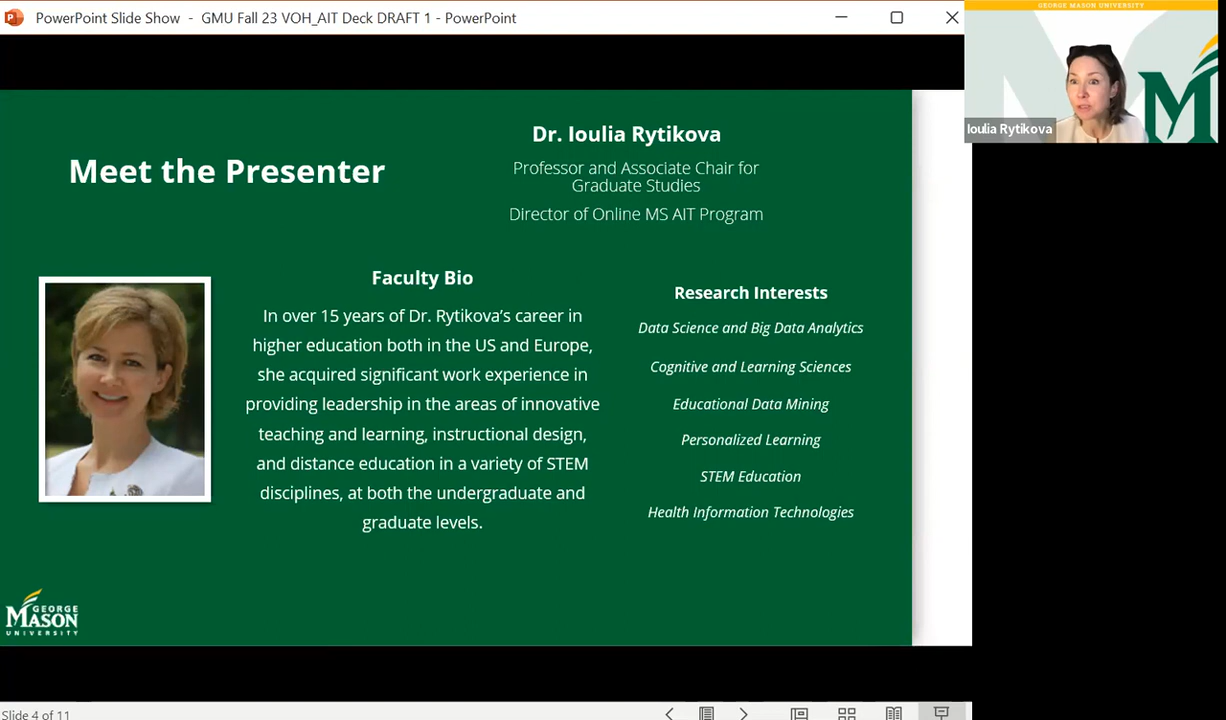 PowerPoint Slide Show - GMU Fall 23 VOH_AIT Deck DRAFT 1 - PowerPoint
GEORGE MASON UNIVERSITY
Ioulia Rytikova
Meet the Presenter
Dr. Ioulia Rytikova
Professor and Associate Chair for
Graduate Studies
Director of Online MS AIT Program
Faculty Bio
In over 15 years of Dr. Rytikova's career in
higher education both in the US and Europe,
she acquired significant work experience in
providing leadership in the areas of innovative
teaching and learning, instructional design,
and distance education in a variety of STEM
disciplines, at both the undergraduate and
graduate levels.
Research Interests
Data Science and Big Data Analytics
Cognitive and Learning Sciences
Educational Data Mining
Personalized Learning
STEM Education
Health Information Technologies
GEORGE
MASON
UNIVERSITY
Slide 4 of 11